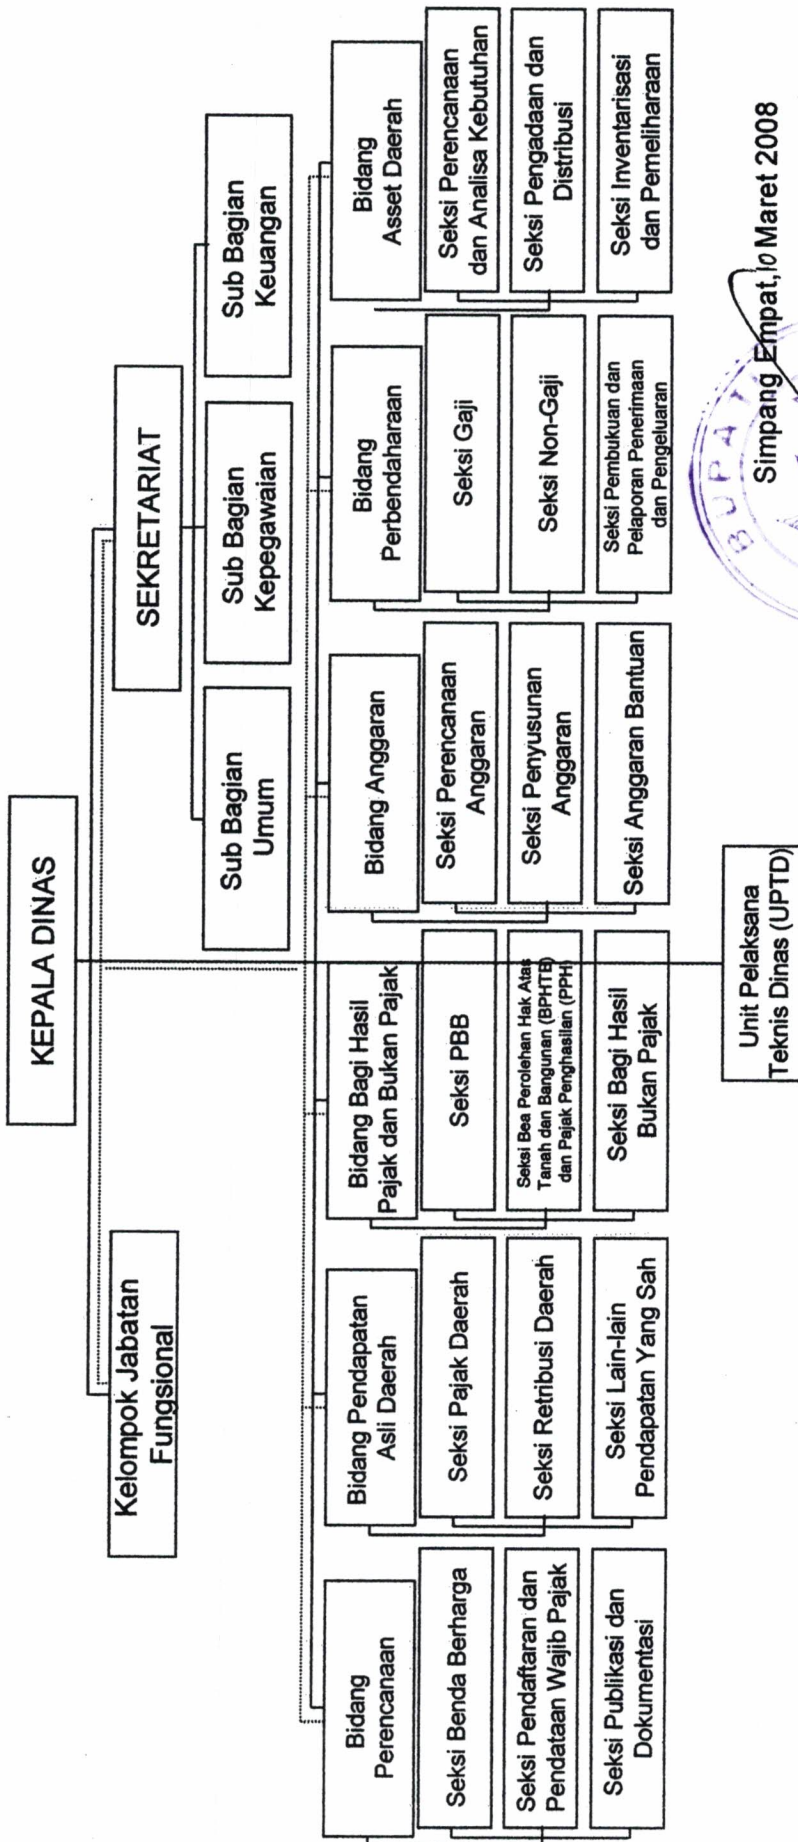 KEPALA DINAS
Kelompok Jabatan
Fungsional
SEKRETARIAT
Sub Bagian
Umum
Sub Bagian
Kepegawaian
Sub Bagian
Keuangan
Bidang
Perencanaan
Seksi Benda Berharga
Seksi Pendaftaran dan
Pendataan Wajib Pajak
Seksi Publikasi dan
Dokumentasi
Bidang Pendapatan
Asli Daerah
Seksi Pajak Daerah
Seksi Retribusi Daerah
Seksi Lain-lain
Pendapatan Yang Sah
Bidang Bagi Hasil
Pajak dan Bukan Pajak
Seksi PBB
Seksi Bea Perolehan Hak Atas
Tanah dan Bangunan (BPHTB)
dan Pajak Penghasilan (PPH)
Seksi Bagi Hasil
Bukan Pajak
Bidang Anggaran
Seksi Perencanaan
Anggaran
Seksi Penyusunan
Anggaran
Seksi Anggaran Bantuan
Bidang
Perbendaharaan
Seksi Gaji
Seksi Non-Gaji
Seksi Pembukuan dan
Pelaporan Penerimaan
dan Pengeluaran
Bidang
Asset Daerah
Seksi Perencanaan
dan Analisa Kebutuhan
Seksi Pengadaan dan
Distribusi
Seksi Inventarisasi
dan Pemeliharaan
Unit Pelaksana
Teknis Dinas (UPTD)
Simpang Empat, 10 Maret 2008
BUPATI